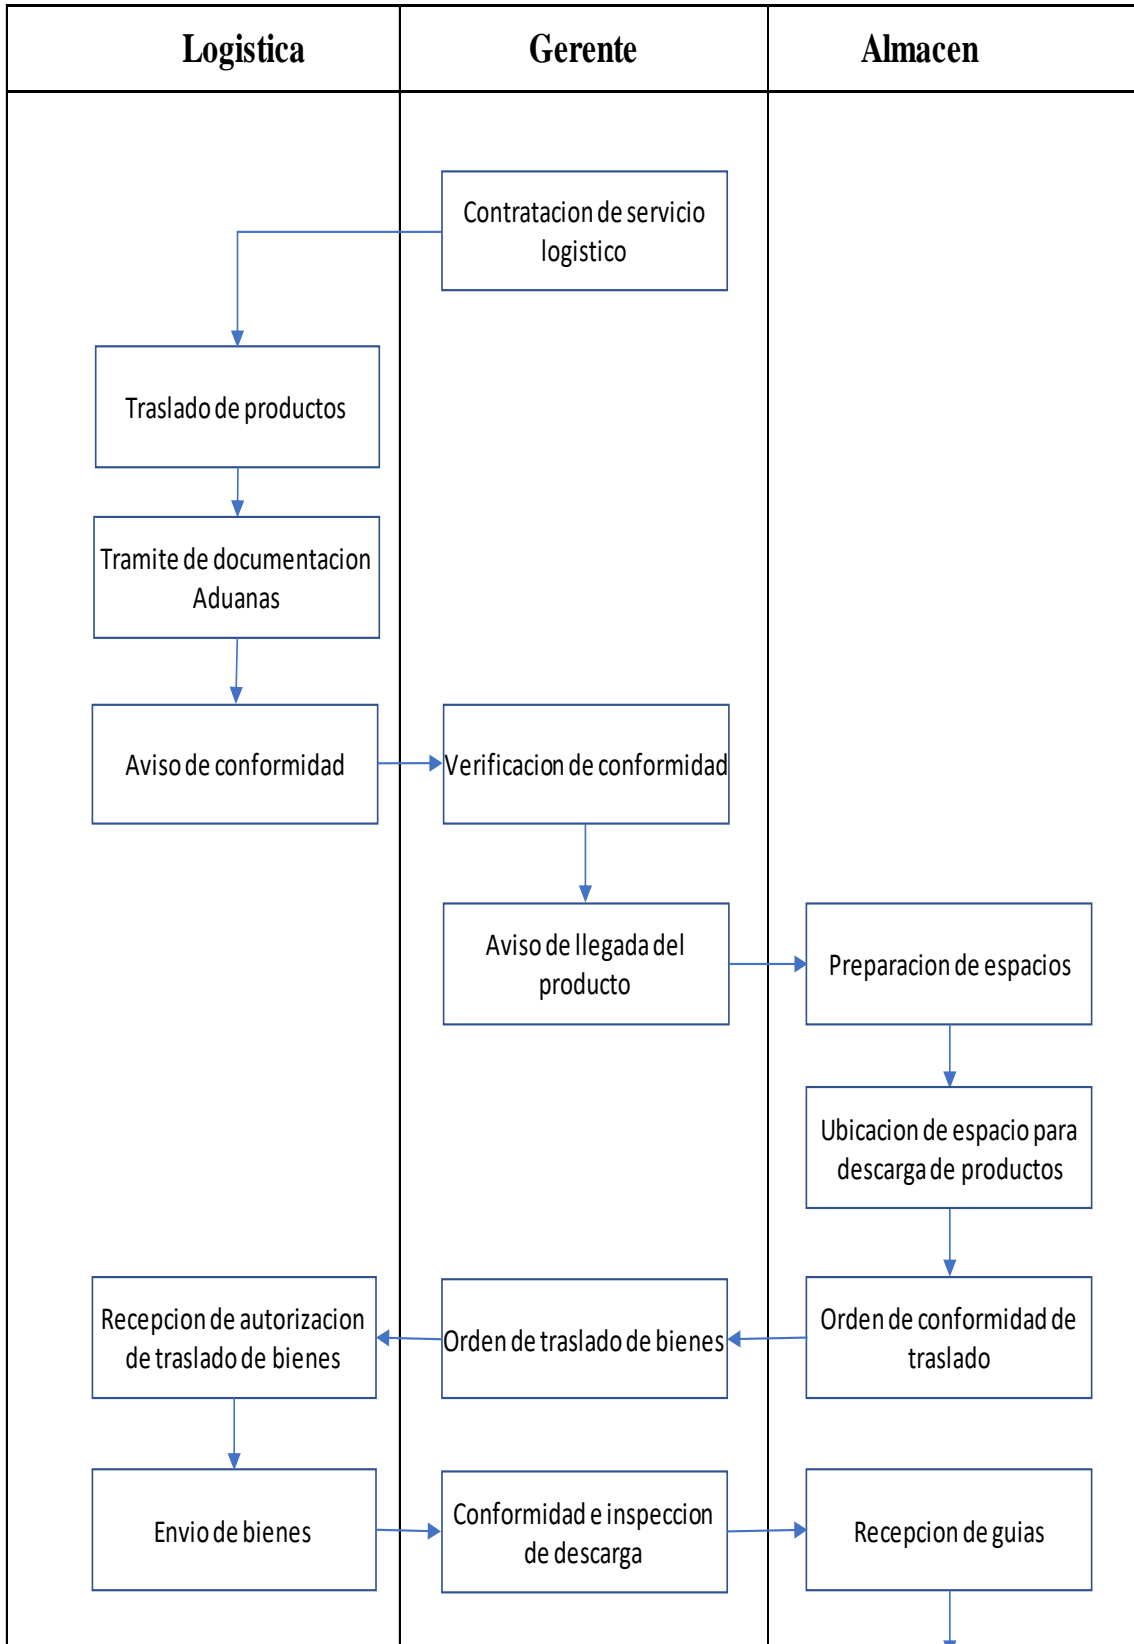 Logistica
Gerente
Almacen
Contratacion de servicio
logistico
Traslado de productos
Tramite de documentacion
Aduanas
Aviso de conformidad
Verificacion de conformidad
Aviso de llegada del
producto
Preparacion de espacios
Ubicacion de espacio para
descarga de productos
Orden de conformidad de
traslado
Orden de traslado de bienes
Recepcion de autorizacion
de traslado de bienes
Envio de bienes
Conformidad e inspeccion
de descarga
Recepcion de guias